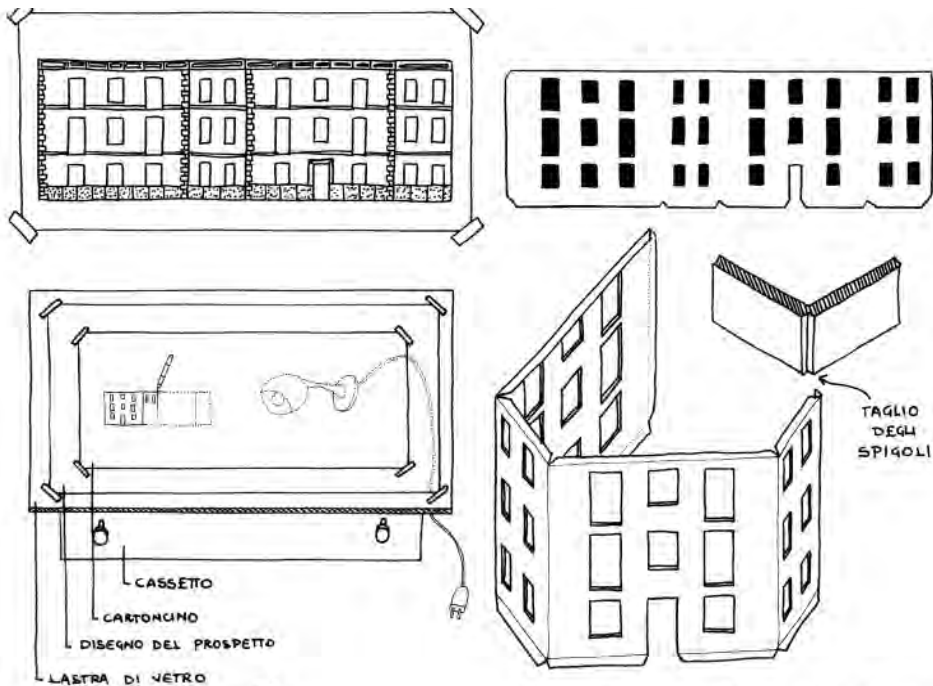 TAGLIO
DEGLI
SPIGOLI
CASSETTO
CARTONCINO
DISEGNO DEL PROSPETTO
LASTRA DI VETRO